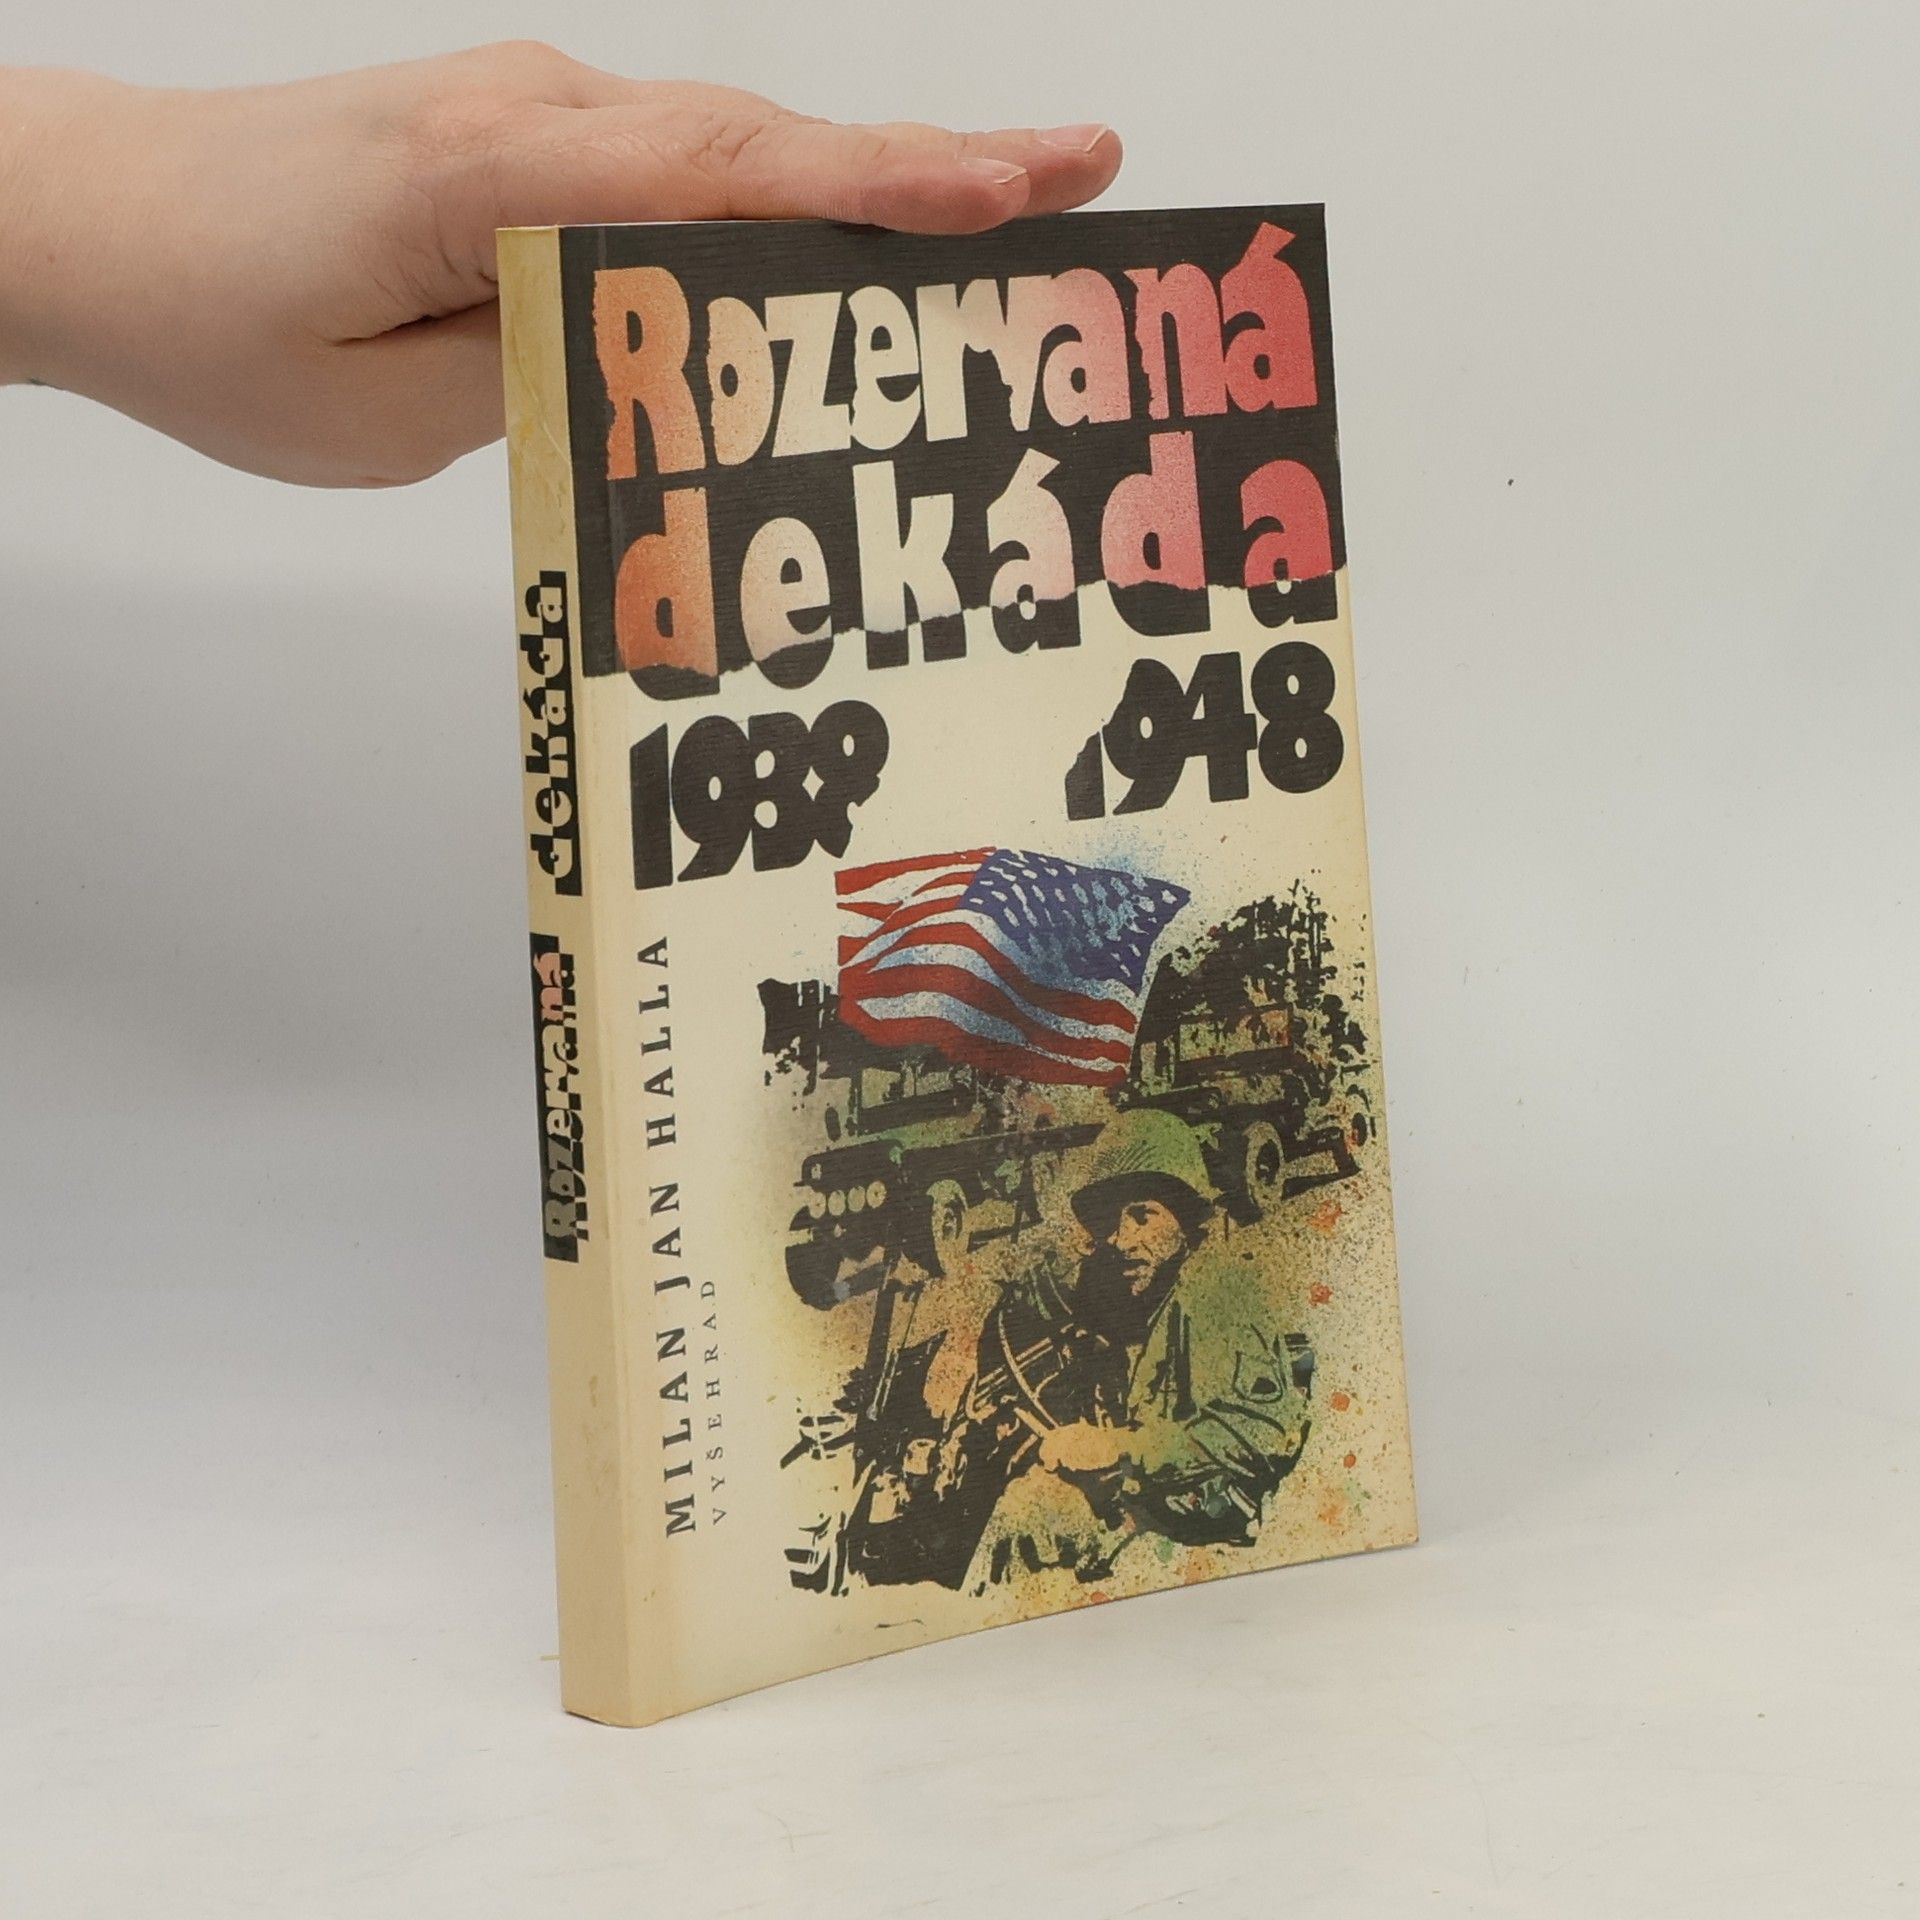 Rozervaná
dekáda
1938 1948
MILAN JAN HALLA
VYŠEHRAD
Rozervaná dekáda